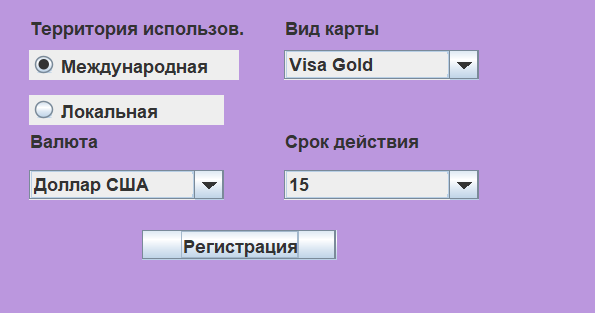 Территория использов.
Вид карты
Международная
Visa Gold
Локальная
Валюта
Срок действия
Доллар США
15
Регистрация